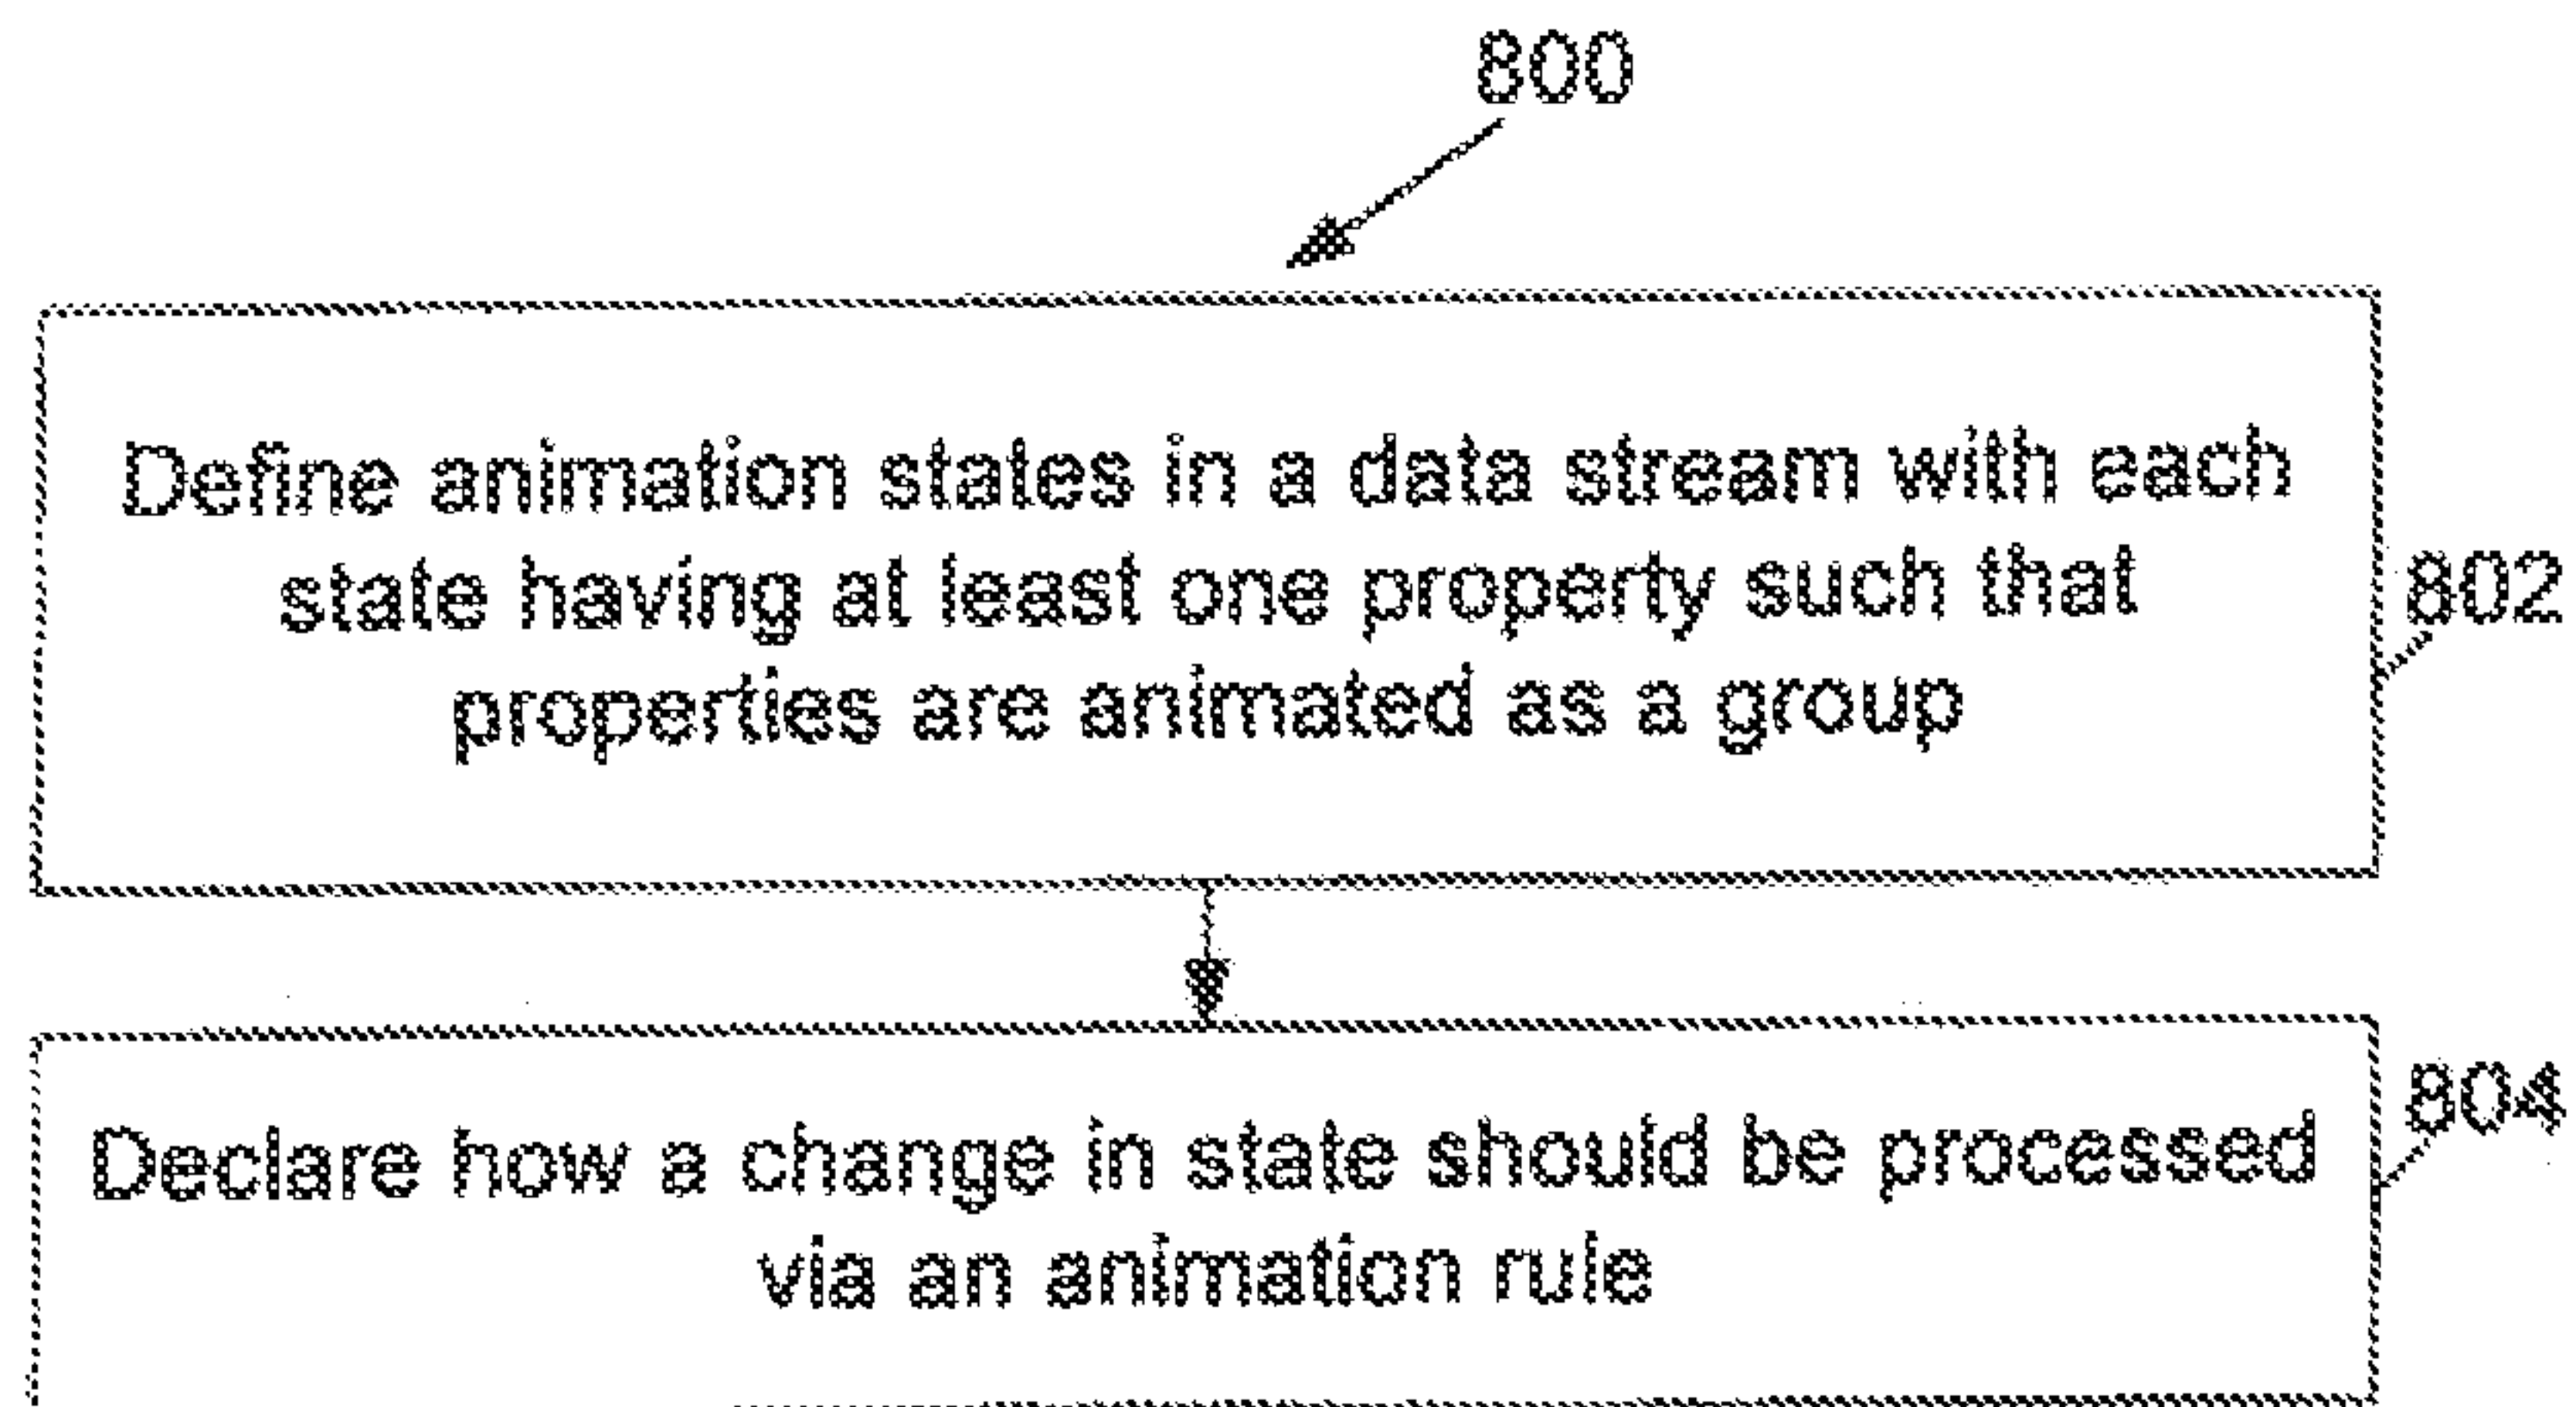 800
Define animation states in a data stream with each
state having at least one property such that
properties are animated as a group
802
Declare how a change in state should be processed
via an animation rule
804